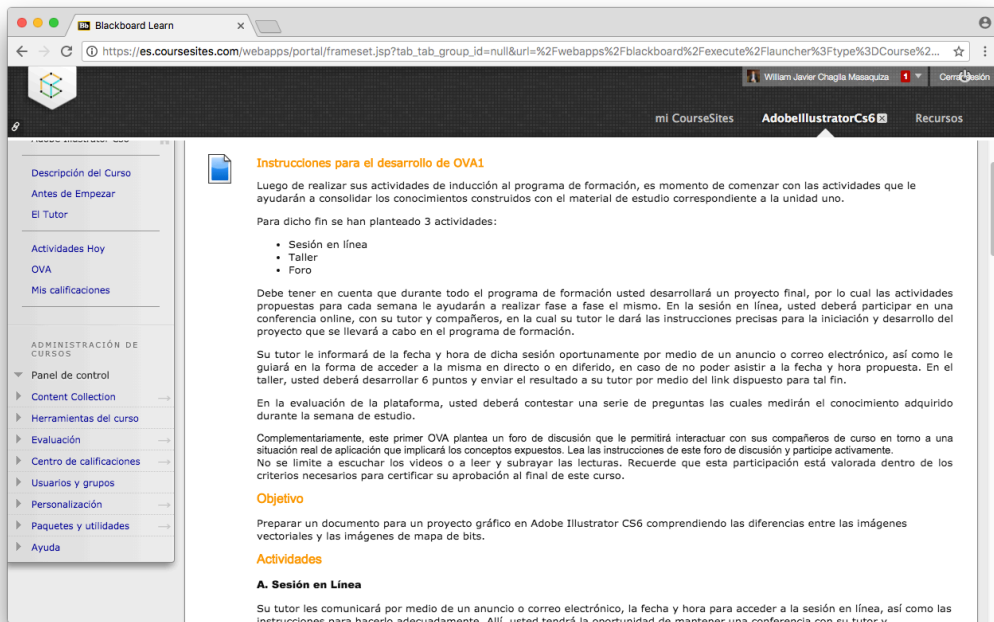 Blackboard Learn
https://es.coursesites.com/webapps/portal/frameset.jsp?tab_tab_group_id=null&url=%2Fwebapps%2Fblackboard%2Fexecute%2Flauncher%3Ftype%3DCourse%2...
William Javier Chaglla Masaquiza 1
Cerrar sesión
mi CourseSites AdobeIllustratorCs6 Recursos
Descripción del Curso
Antes de Empezar
El Tutor
Actividades Hoy
OVA
Mis calificaciones
ADMINISTRACIÓN DE
CURSOS
Panel de control
Content Collection
Herramientas del curso
Evaluación
Centro de calificaciones
Usuarios y grupos
Personalización
Paquetes y utilidades
Ayuda
Instrucciones para el desarrollo de OVA1
Luego de realizar sus actividades de inducción al programa de formación, es momento de comenzar con las actividades que le
ayudarán a consolidar los conocimientos construidos con el material de estudio correspondiente a la unidad uno.
Para dicho fin se han planteado 3 actividades:
• Sesión en línea
• Taller
• Foro
Debe tener en cuenta que durante todo el programa de formación usted desarrollará un proyecto final, por lo cual las actividades
propuestas para cada semana le ayudarán a realizar fase a fase el mismo. En la sesión en línea, usted deberá participar en una
conferencia online, con su tutor y compañeros, en la cual su tutor le dará las instrucciones precisas para la iniciación y desarrollo del
proyecto que se llevará a cabo en el programa de formación.
Su tutor le informará de la fecha y hora de dicha sesión oportunamente por medio de un anuncio o correo electrónico, así como le
guiará en la forma de acceder a la misma en directo o en diferido, en caso de no poder asistir a la fecha y hora propuesta. En el
taller, usted deberá desarrollar 6 puntos y enviar el resultado a su tutor por medio del link dispuesto para tal fin.
En la evaluación de la plataforma, usted deberá contestar una serie de preguntas las cuales medirán el conocimiento adquirido
durante la semana de estudio.
Complementariamente, este primer OVA plantea un foro de discusión que le permitirá interactuar con sus compañeros de curso en torno a una
situación real de aplicación que implicará los conceptos expuestos. Lea las instrucciones de este foro de discusión y participe activamente.
No se limite a escuchar los videos o a leer y subrayar las lecturas. Recuerde que esta participación está valorada dentro de los
criterios necesarios para certificar su aprobación al final de este curso.
Objetivo
Preparar un documento para un proyecto gráfico en Adobe Illustrator CS6 comprendiendo las diferencias entre las imágenes
vectoriales y las imágenes de mapa de bits.
Actividades
A. Sesión en Línea
Su tutor les comunicará por medio de un anuncio o correo electrónico, la fecha y hora para acceder a la sesión en línea, así como las
instrucciones para hacerlo adecuadamente. Allí, usted tendrá la oportunidad de mantener una conferencia con su tutor y